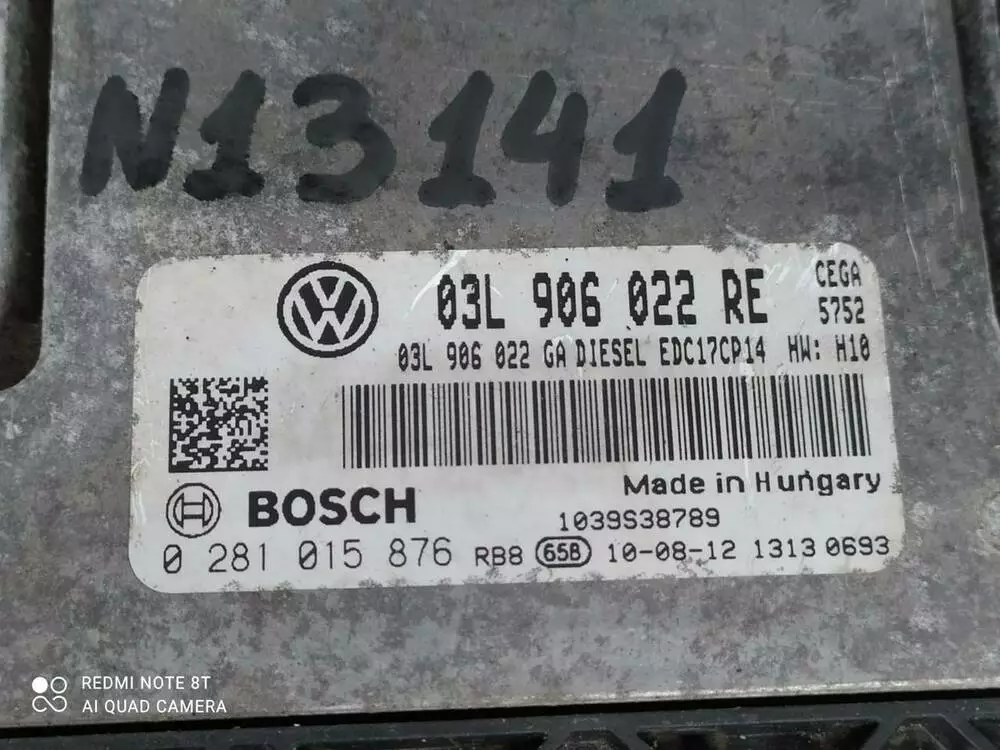 N13141
VW 03L 906 022 RE CEGA
5752
03L 906 022 GA DIESEL EDC17CP14 HW: H10
Made in Hungary
BOSCH 1039S38789
0 281 015 876 RB8 65B 10-08-12 1313 0693
REDMI NOTE 8T
AI QUAD CAMERA